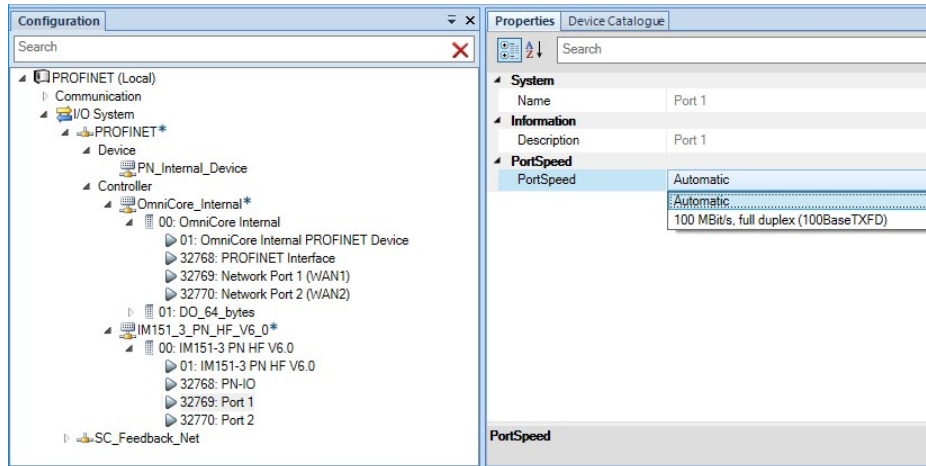 Configuration
Search
PROFINET (Local)
Communication
I/O System
PROFINET*
Device
PN_Internal_Device
Controller
OmniCore_Internal*
00: OmniCore Internal
01: OmniCore Internal PROFINET Device
32768: PROFINET Interface
32769: Network Port 1 (WAN1)
32770: Network Port 2 (WAN2)
01: DO_64_bytes
IM151_3_PN_HF_V6_0*
00: IM151-3 PN HF V6.0
01: IM151-3 PN HF V6.0
32768: PN-IO
32769: Port 1
32770: Port 2
SC_Feedback_Net
Properties Device Catalogue
Search
System
Name Port 1
Information
Description Port 1
PortSpeed
PortSpeed Automatic
Automatic
100 MBit/s, full duplex (100BaseTXFD)
PortSpeed